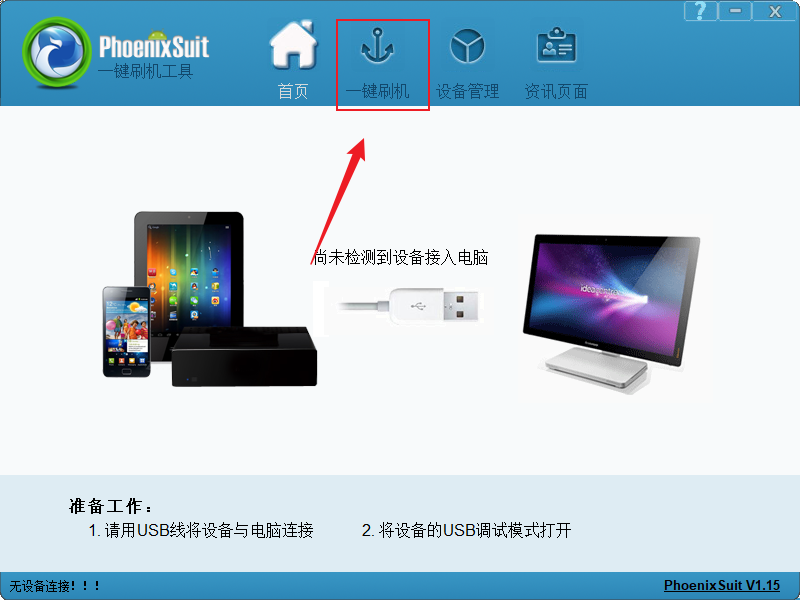 PhoenixSuit
一键刷机工具
首页
一键刷机
设备管理
资讯页面
尚未检测到设备接入电脑
准备工作：
1. 请用USB线将设备与电脑连接
2. 将设备的USB调试模式打开
无设备连接！！！
PhoenixSuit V1.15